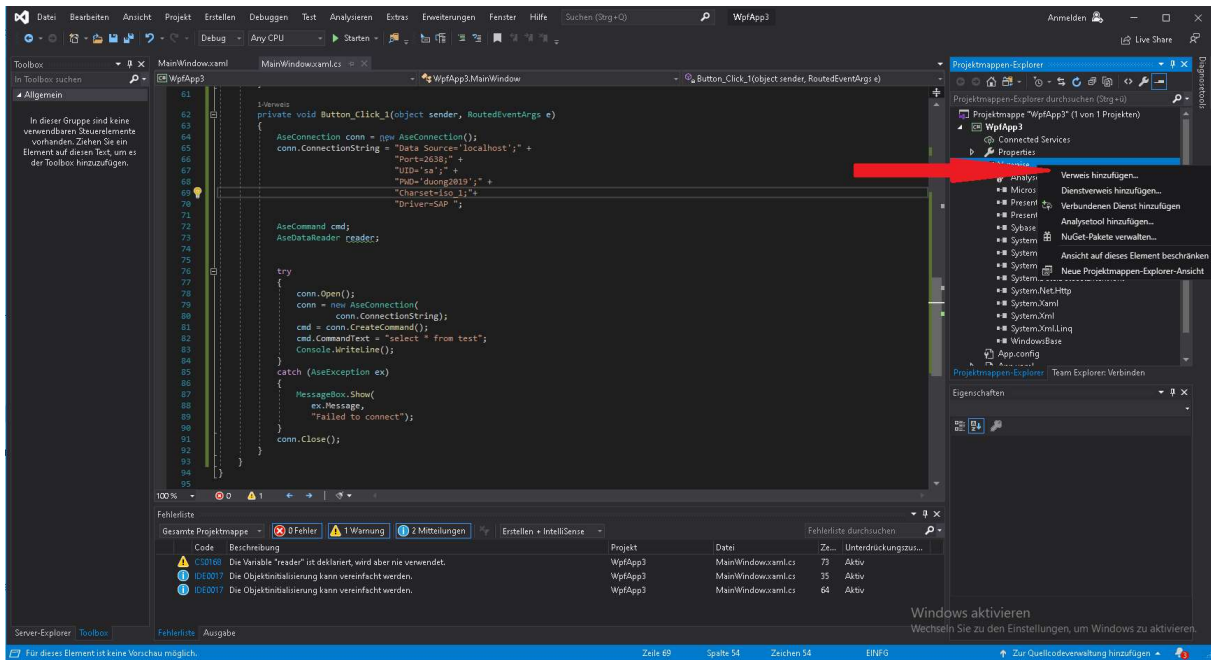 Datei Bearbeiten Ansicht Projekt Erstellen Debuggen Test Analysieren Extras Erweiterungen Fenster Hilfe Suchen (Strg+Q) WpfApp3 Anmelden
Debug Any CPU Starten Live Share
Toolbox
In Toolbox suchen
Allgemein
In dieser Gruppe sind keine
verwendbaren Steuerelemente
vorhanden. Ziehen Sie ein
Element auf diesen Text, um es
der Toolbox hinzuzufügen.
MainWindow.xaml MainWindow.xaml.cs
WpfApp3 WpfApp3.MainWindow Button_Click_1(object sender, RoutedEventArgs e)
61
1-Verweis
62 private void Button_Click_1(object sender, RoutedEventArgs e)
63 {
64 AseConnection conn = new AseConnection();
65 conn.ConnectionString = "Data Source='localhost';" +
66 "Port=2638;" +
67 "UID='sa';" +
68 "PWD='duong2019';" +
69 "Charset=iso_1;"+
70 "Driver=SAP ";
71
72 AseCommand cmd;
73 AseDataReader reader;
74
75
76 try
77 {
78 conn.Open();
79 conn = new AseConnection(
80 conn.ConnectionString);
81 cmd = conn.CreateCommand();
82 cmd.CommandText = "select * from test";
83 Console.WriteLine();
84 }
85 catch (AseException ex)
86 {
87 MessageBox.Show(
88 ex.Message,
89 "Failed to connect");
90 }
91 conn.Close();
92 }
93 }
94 }
95
100 % 0 1
Projektmappen-Explorer
Projektmappen-Explorer durchsuchen (Strg+ü)
Projektmappe "WpfApp3" (1 von 1 Projekten)
WpfApp3
Connected Services
Properties
Analys
Micros
Present
Present
Sybase
System
System
System
System.Net.Http
System.Xaml
System.Xml
System.Xml.Linq
WindowsBase
App.config
Verweis hinzufügen...
Dienstverweis hinzufügen...
Verbundenen Dienst hinzufügen
Analysetool hinzufügen...
NuGet-Pakete verwalten...
Ansicht auf dieses Element beschränken
Neue Projektmappen-Explorer-Ansicht
Projektmappen-Explorer Team Explorer: Verbinden
Eigenschaften
Diagnosetools
Fehlerliste
Gesamte Projektmappe 0 Fehler 1 Warnung 2 Mitteilungen Erstellen + IntelliSense Fehlerliste durchsuchen
Code Beschreibung Projekt Datei Ze... Unterdrückungszus...
CS0168 Die Variable "reader" ist deklariert, wird aber nie verwendet. WpfApp3 MainWindow.xaml.cs 73 Aktiv
IDE0017 Die Objektinitialisierung kann vereinfacht werden. WpfApp3 MainWindow.xaml.cs 35 Aktiv
IDE0017 Die Objektinitialisierung kann vereinfacht werden. WpfApp3 MainWindow.xaml.cs 64 Aktiv
Windows aktivieren
Wechseln Sie zu den Einstellungen, um Windows zu aktivieren.
Server-Explorer Toolbox Fehlerliste Ausgabe
Für dieses Element ist keine Vorschau möglich. Zeile 69 Spalte 54 Zeichen 54 EINFG Zur Quellcodeverwaltung hinzufügen 3